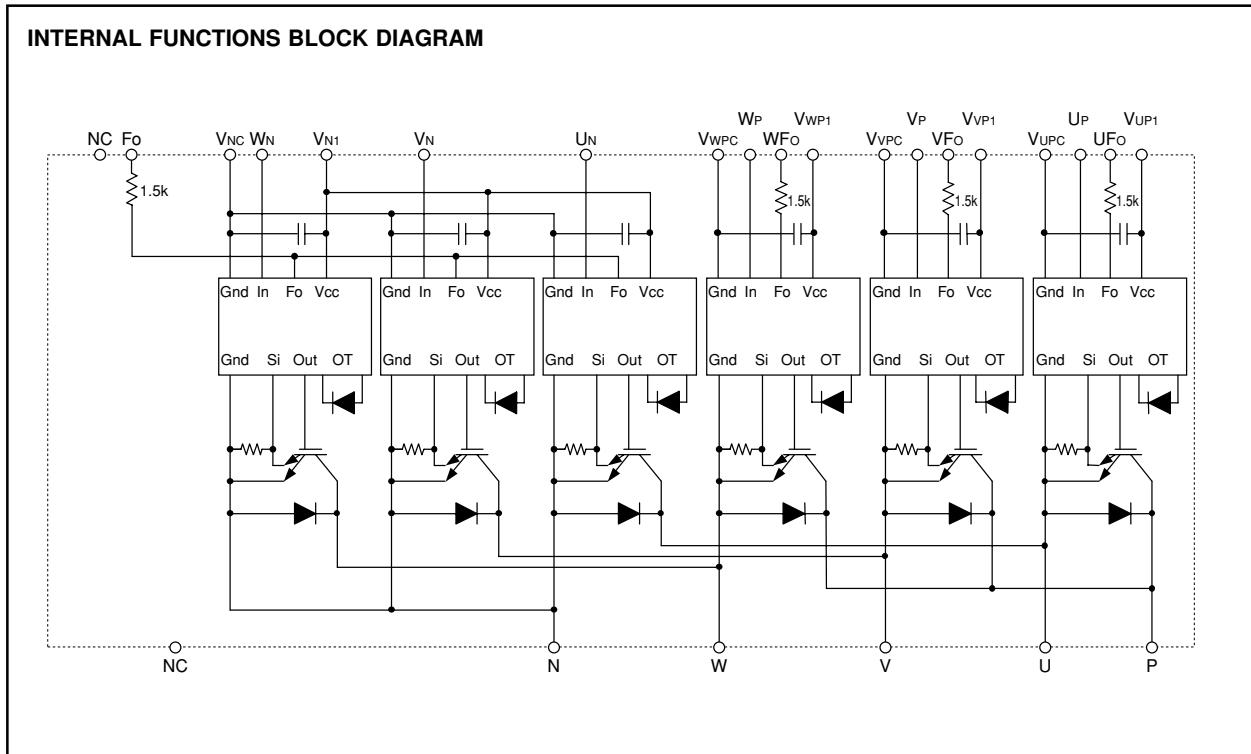 INTERNAL FUNCTIONS BLOCK DIAGRAM
WP VWP1 VP VVP1 UP VUP1
NC Fo VNC WN VN1 VN UN VWPC WFO VVPC VFO VUPC UFO
1.5k 1.5k 1.5k 1.5k
Gnd In Fo Vcc Gnd In Fo Vcc Gnd In Fo Vcc Gnd In Fo Vcc Gnd In Fo Vcc Gnd In Fo Vcc
Gnd Si Out OT Gnd Si Out OT Gnd Si Out OT Gnd Si Out OT Gnd Si Out OT Gnd Si Out OT
NC N W V U P